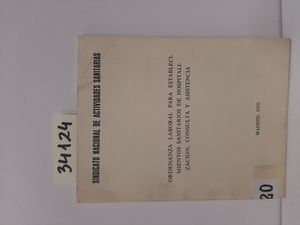 SINDICATO NACIONAL DE ACTIVIDADES SANITARIAS
ORDENANZA LABORAL PARA ESTABLECI-
MIENTOS SANITARIOS DE HOSPITALI-
ZACION, CONSULTA Y ASISTENCIA
MADRID, 1976
34124
20